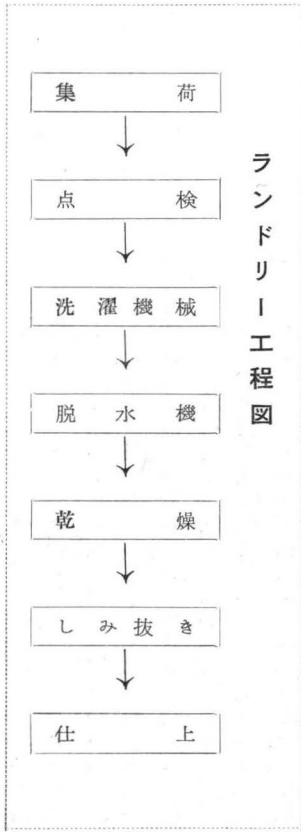 ランドリー工程図
集荷
点検
洗濯機械
脱水機
乾燥
しみ抜き
仕上